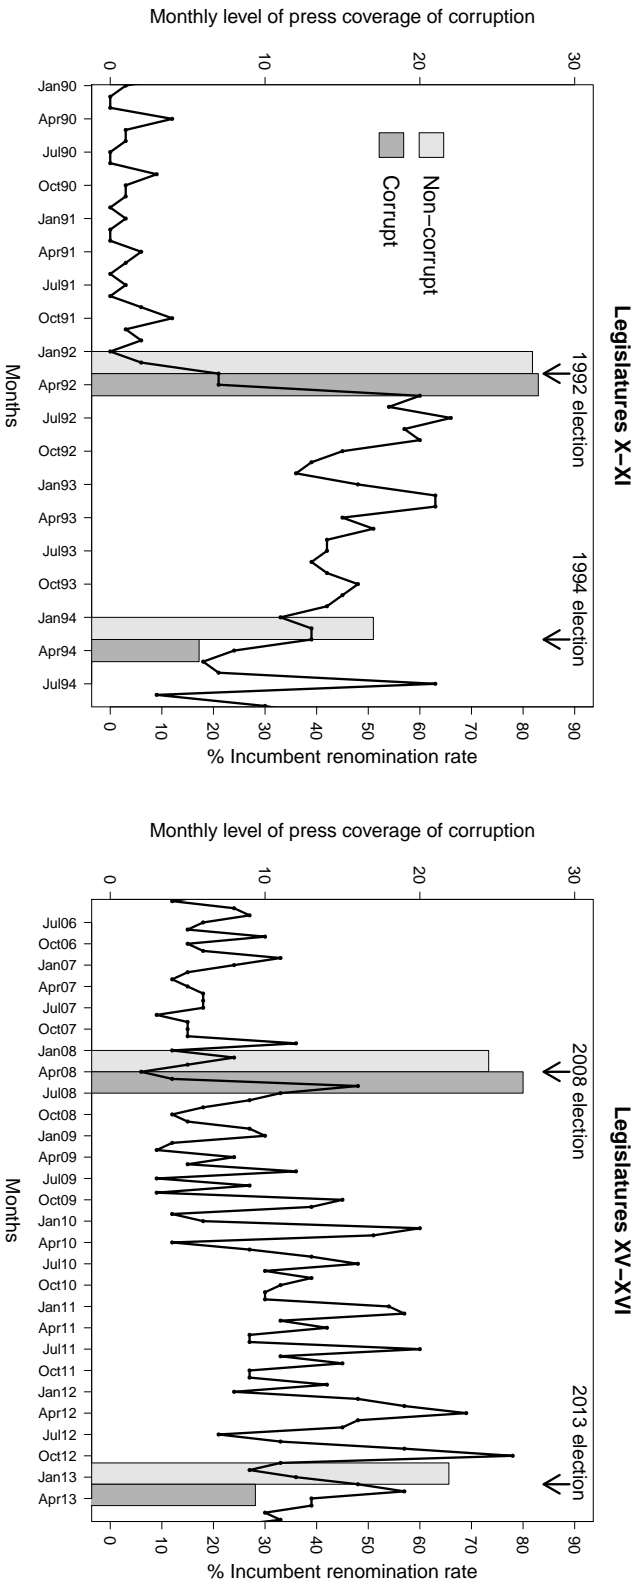 Legislatures X−XI
Monthly level of press coverage of corruption
0
10
20
30
Non−corrupt
Corrupt
1992 election
1994 election
Jan90
Apr90
Jul90
Oct90
Jan91
Apr91
Jul91
Oct91
Jan92
Apr92
Jul92
Oct92
Jan93
Apr93
Jul93
Oct93
Jan94
Apr94
Jul94
Months
0
10
20
30
40
50
60
70
80
90
% Incumbent renomination rate
Legislatures XV−XVI
Monthly level of press coverage of corruption
0
10
20
30
2008 election
2013 election
Jul06
Oct06
Jan07
Apr07
Jul07
Oct07
Jan08
Apr08
Jul08
Oct08
Jan09
Apr09
Jul09
Oct09
Jan10
Apr10
Jul10
Oct10
Jan11
Apr11
Jul11
Oct11
Jan12
Apr12
Jul12
Oct12
Jan13
Apr13
Months
0
10
20
30
40
50
60
70
80
90
% Incumbent renomination rate